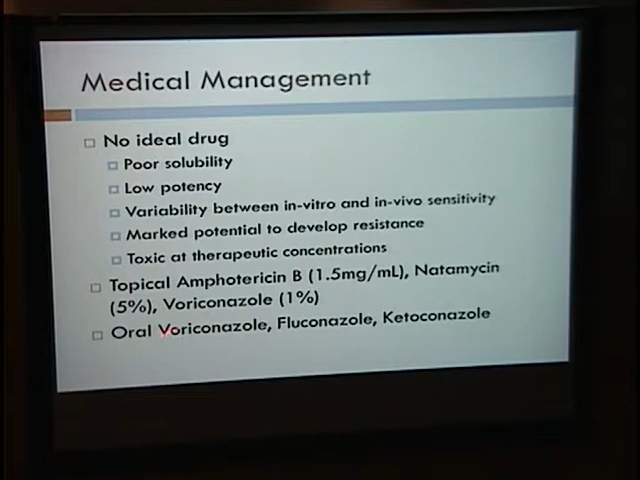 Medical Management
No ideal drug
Poor solubility
Low potency
Variability between in-vitro and in-vivo sensitivity
Marked potential to develop resistance
Toxic at therapeutic concentrations
Topical Amphotericin B (1.5mg/mL), Natamycin
(5%), Voriconazole (1%)
Oral Voriconazole, Fluconazole, Ketoconazole